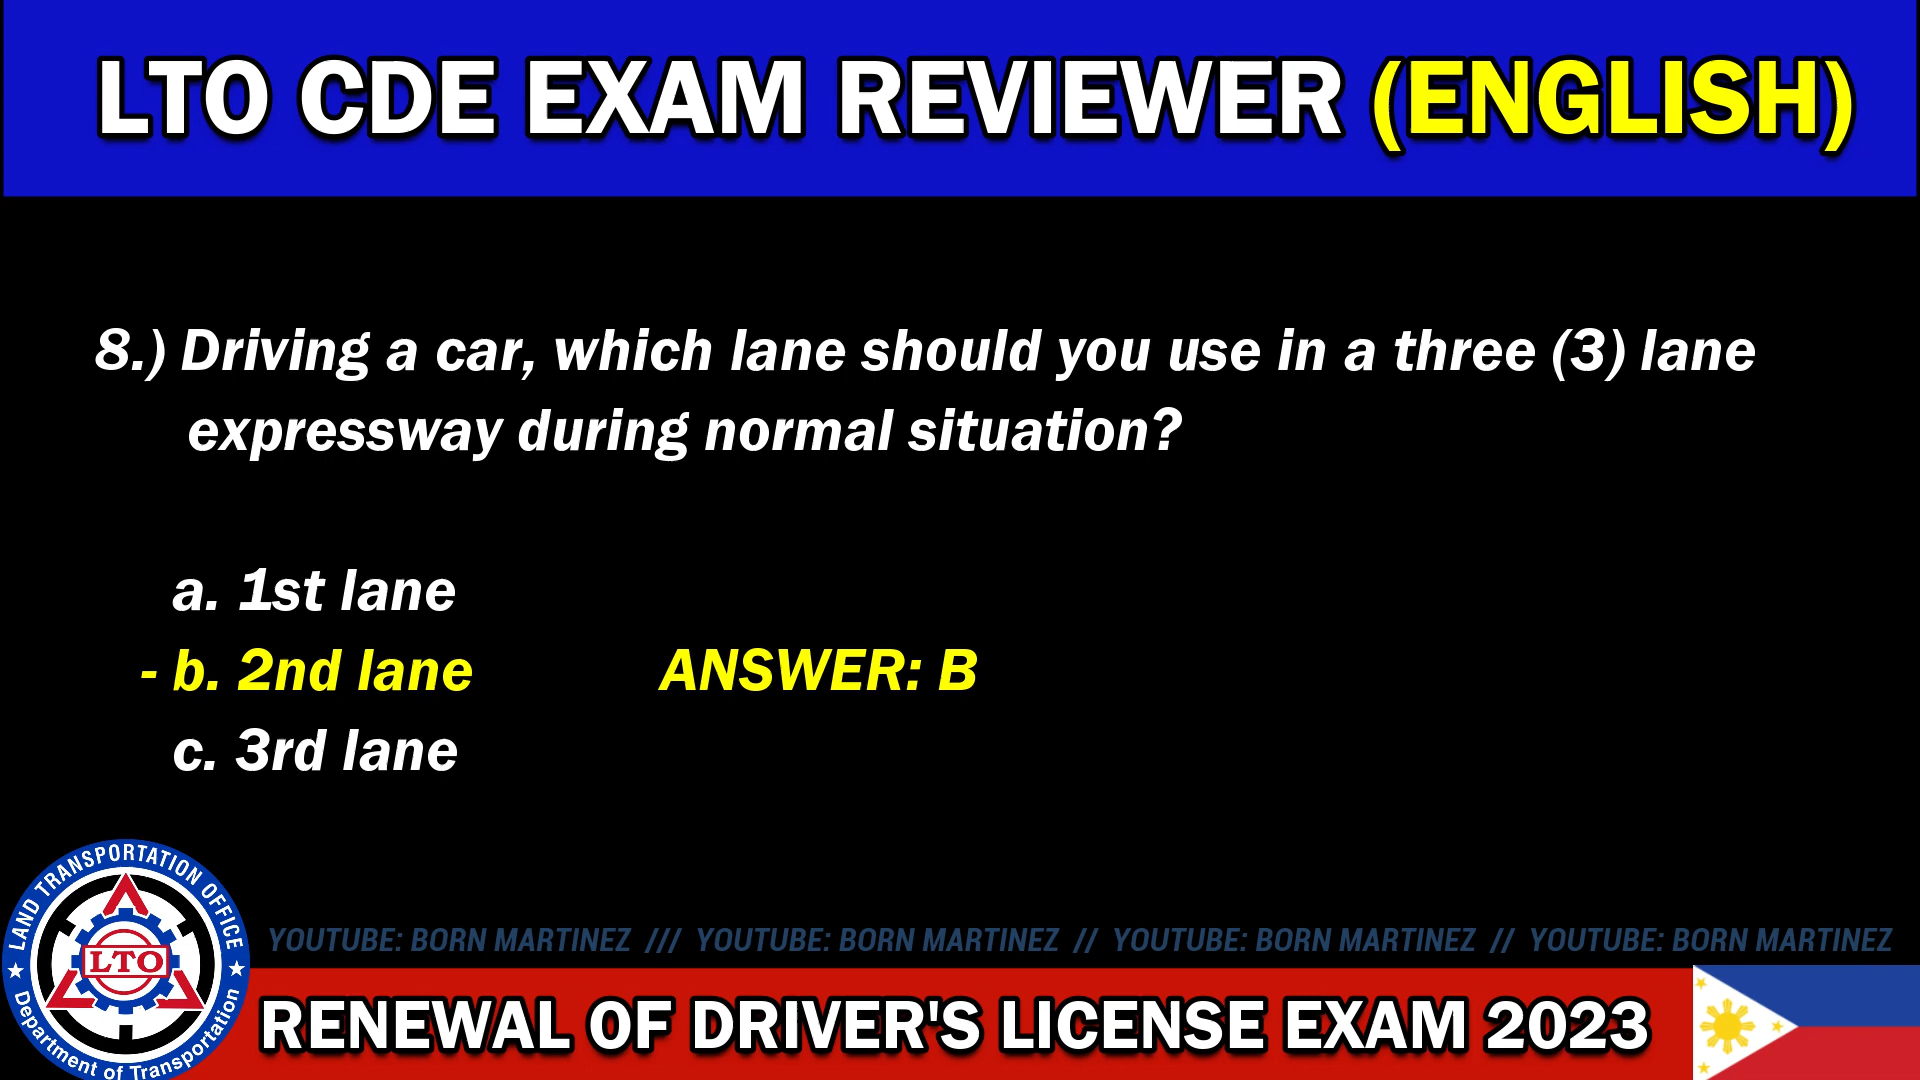 LTO CDE EXAM REVIEWER (ENGLISH)
8.) Driving a car, which lane should you use in a three (3) lane
expressway during normal situation?
a. 1st lane
- b. 2nd lane ANSWER: B
c. 3rd lane
YOUTUBE: BORN MARTINEZ /// YOUTUBE: BORN MARTINEZ // YOUTUBE: BORN MARTINEZ // YOUTUBE: BORN MARTINEZ
LAND TRANSPORTATION OFFICE
LTO
Department of Transportation
RENEWAL OF DRIVER'S LICENSE EXAM 2023